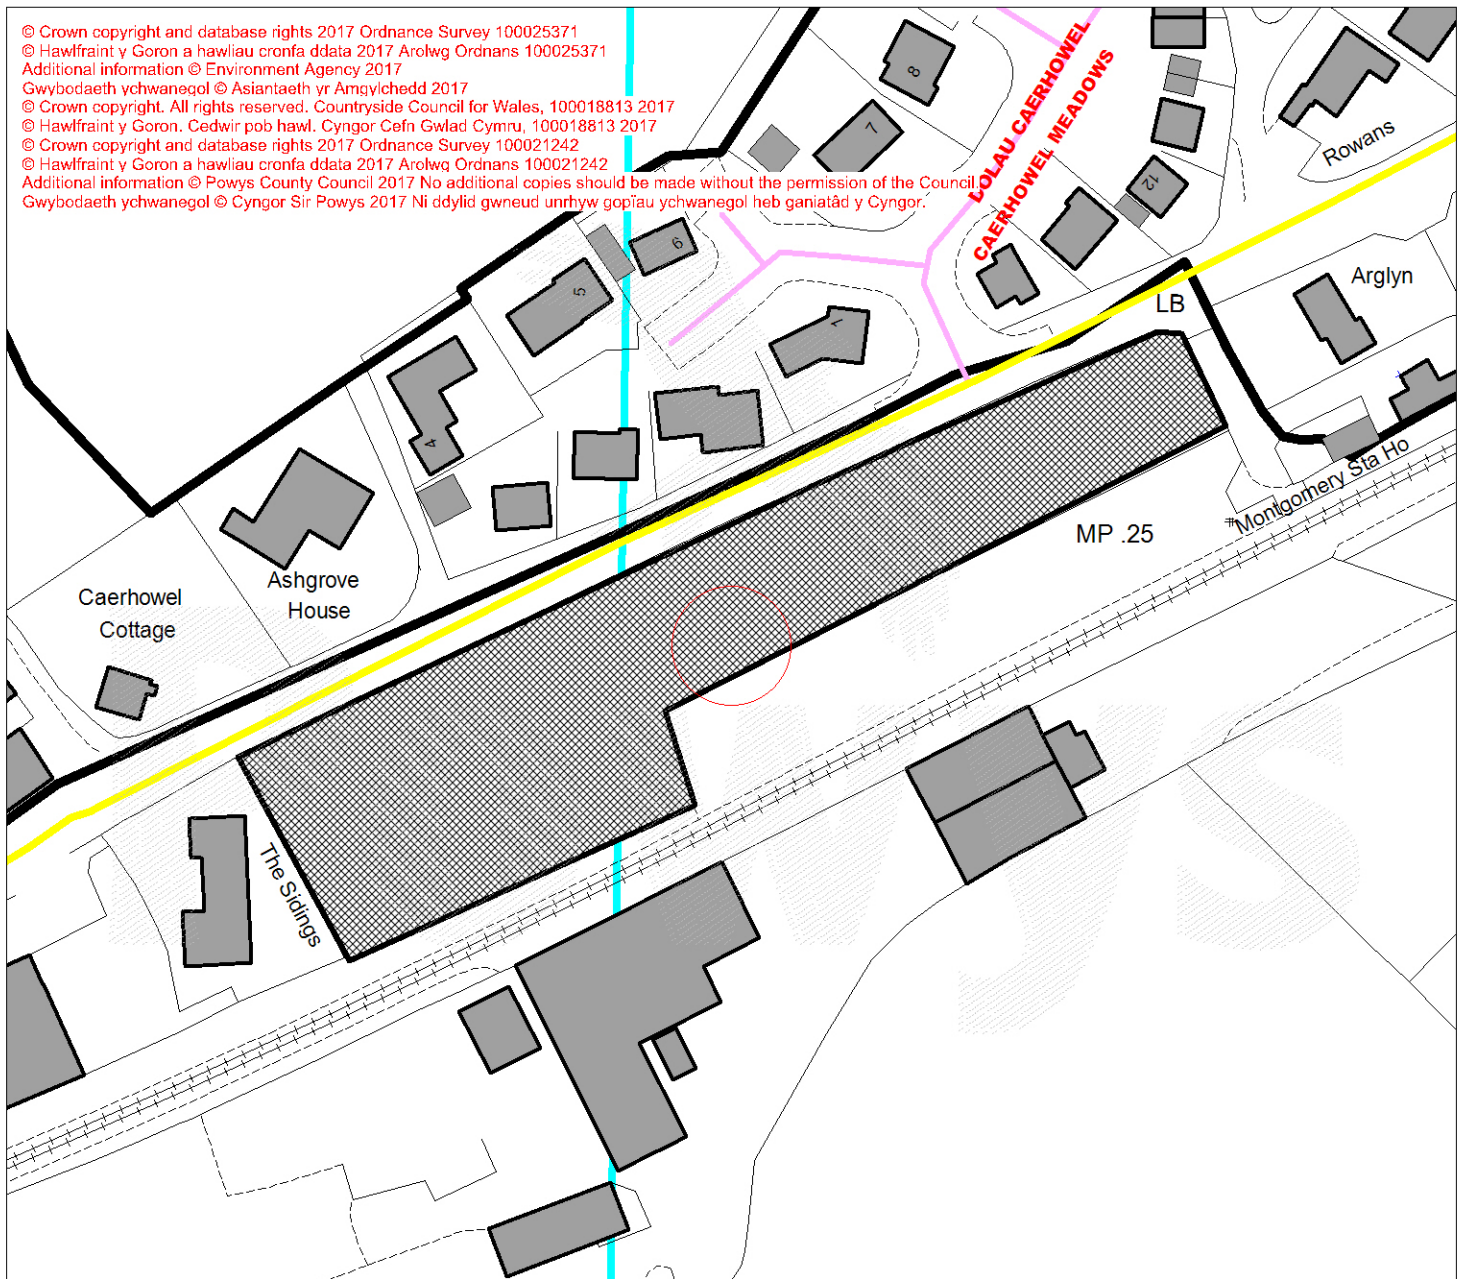 © Crown copyright and database rights 2017 Ordnance Survey 100025371
© Hawlfraint y Goron a hawliau cronfa ddata 2017 Arolwg Ordnans 100025371
Additional information © Environment Agency 2017
Gwybodaeth ychwanegol © Asiantaeth yr Amgylchedd 2017
© Crown copyright. All rights reserved. Countryside Council for Wales, 100018813 2017
© Hawlfraint y Goron. Cedwir pob hawl. Cyngor Cefn Gwlad Cymru, 100018813 2017
© Crown copyright and database rights 2017 Ordnance Survey 100021242
© Hawlfraint y Goron a hawliau cronfa ddata 2017 Arolwg Ordnans 100021242
Additional information © Powys County Council 2017 No additional copies should be made without the permission of the Council.
Gwybodaeth ychwanegol © Cyngor Sir Powys 2017 Ni ddylid gwneud unrhyw gopïau ychwanegol heb ganiatâd y Cyngor.
DOLAU CAERHOWEL
CAERHOWEL MEADOWS
8
7
Rowans
12
6
5
Arglyn
LB
1
4
Montgomery Sta Ho
MP .25
Ashgrove
House
Caerhowel
Cottage
The Sidings